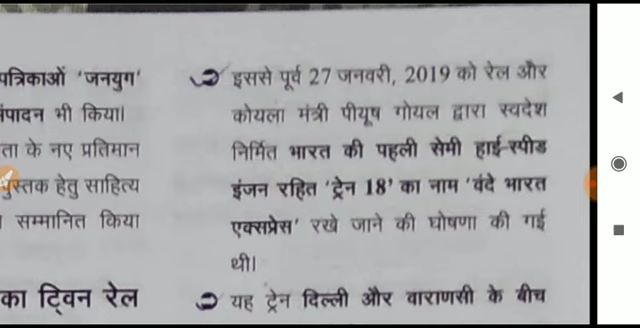 पत्रिकाओं 'जनयुग'
संपादन भी किया।
ता के नए प्रतिमान
पुस्तक हेतु साहित्य
सम्मानित किया
का ट्विन रेल
इससे पूर्व 27 जनवरी, 2019 को रेल और
कोयला मंत्री पीयूष गोयल द्वारा स्वदेश
निर्मित भारत की पहली सेमी हाई-स्पीड
इंजन रहित 'ट्रेन 18' का नाम 'वंदे भारत
एक्सप्रेस' रखे जाने की घोषणा की गई
थी।
यह ट्रेन दिल्ली और वाराणसी के बीच